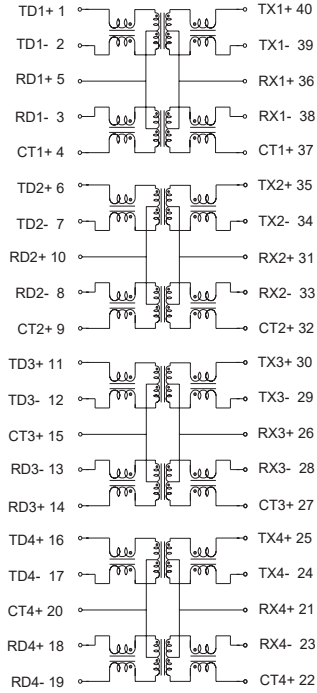 TD1+ 1 TX1+ 40
TD1- 2 TX1- 39
RD1+ 5 RX1+ 36
RD1- 3 RX1- 38
CT1+ 4 CT1+ 37
TD2+ 6 TX2+ 35
TD2- 7 TX2- 34
RD2+ 10 RX2+ 31
RD2- 8 RX2- 33
CT2+ 9 CT2+ 32
TD3+ 11 TX3+ 30
TD3- 12 TX3- 29
CT3+ 15 RX3+ 26
RD3- 13 RX3- 28
RD3+ 14 CT3+ 27
TD4+ 16 TX4+ 25
TD4- 17 TX4- 24
CT4+ 20 RX4+ 21
RD4+ 18 RX4- 23
RD4- 19 CT4+ 22